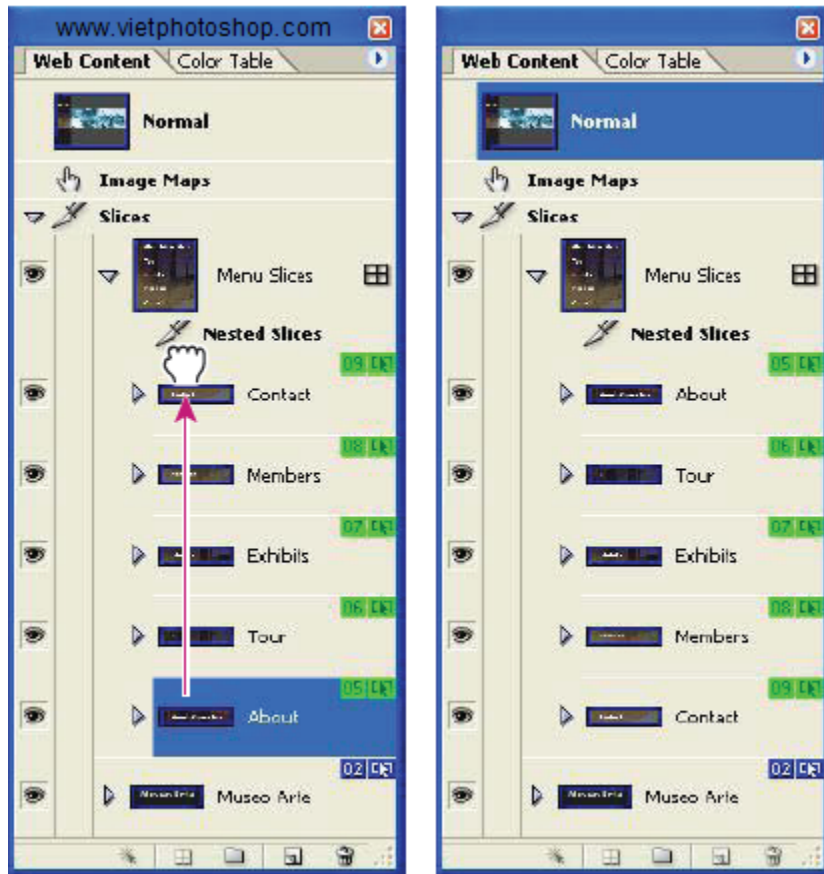 www.vietphotoshop.com
Web Content Color Table
Normal
Image Maps
Slices
Menu Slices
Nested Slices
09
Contact
08
Members
07
Exhibits
06
Tour
05
About
02
Museo Arte
Web Content Color Table
Normal
Image Maps
Slices
Menu Slices
Nested Slices
05
About
06
Tour
07
Exhibits
08
Members
09
Contact
02
Museo Arte